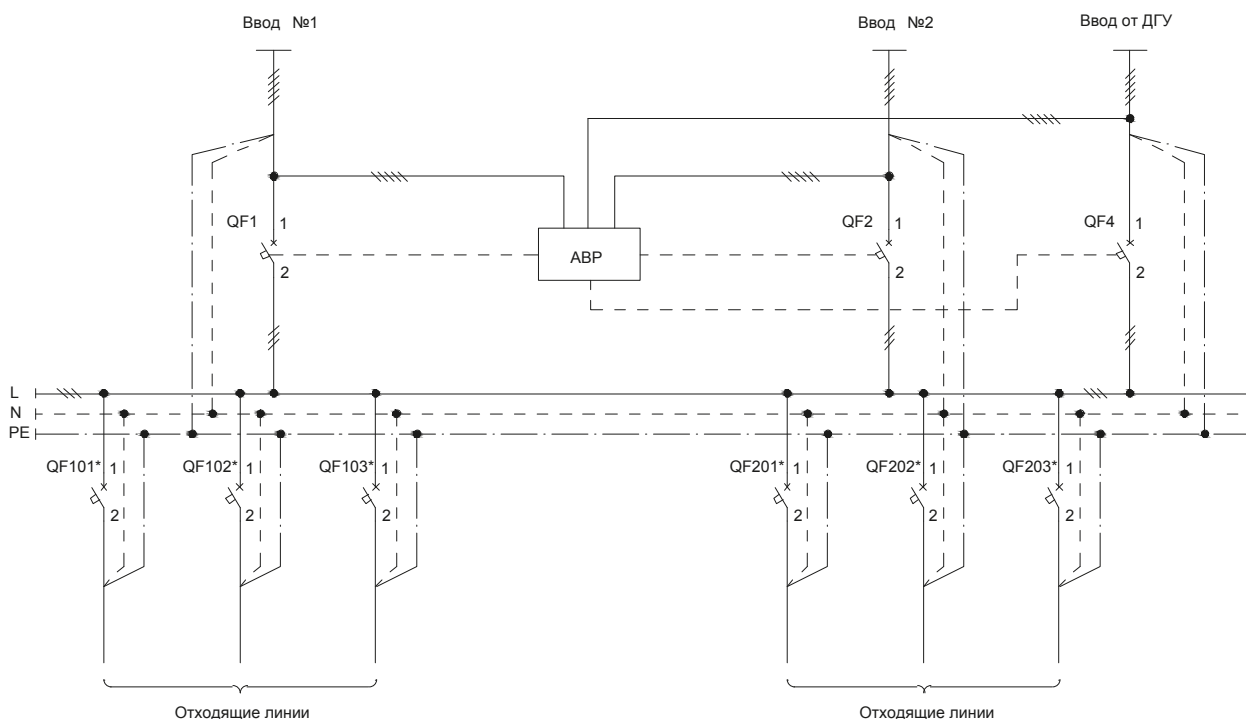 Ввод №1
Ввод №2
Ввод от ДГУ
QF1
1
2
АВР
QF2
1
2
QF4
1
2
L
N
PE
QF101*
1
2
QF102*
1
2
QF103*
1
2
QF201*
1
2
QF202*
1
2
QF203*
1
2
Отходящие линии
Отходящие линии